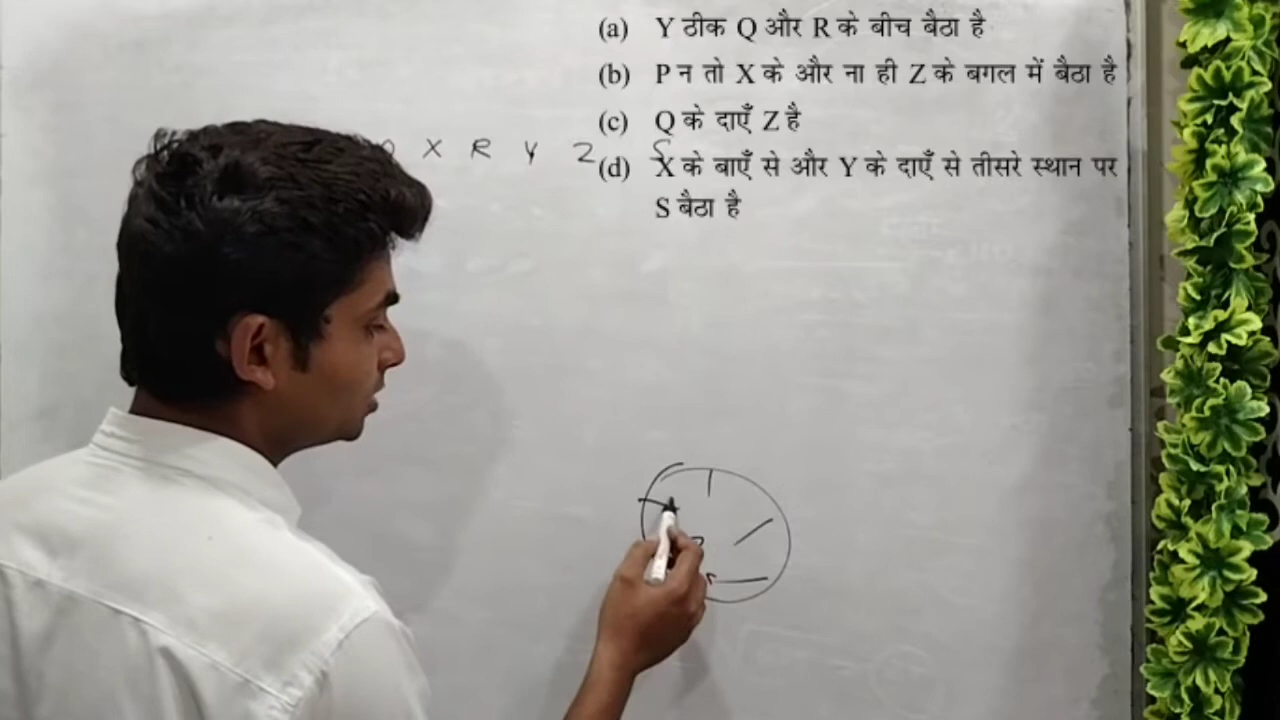 (a) Y ठीक Q और R के बीच बैठा है
(b) P न तो X के और ना ही Z के बगल में बैठा है
(c) Q के दाएँ Z है
X R Y Z S
(d) X के बाएँ से और Y के दाएँ से तीसरे स्थान पर
S बैठा है